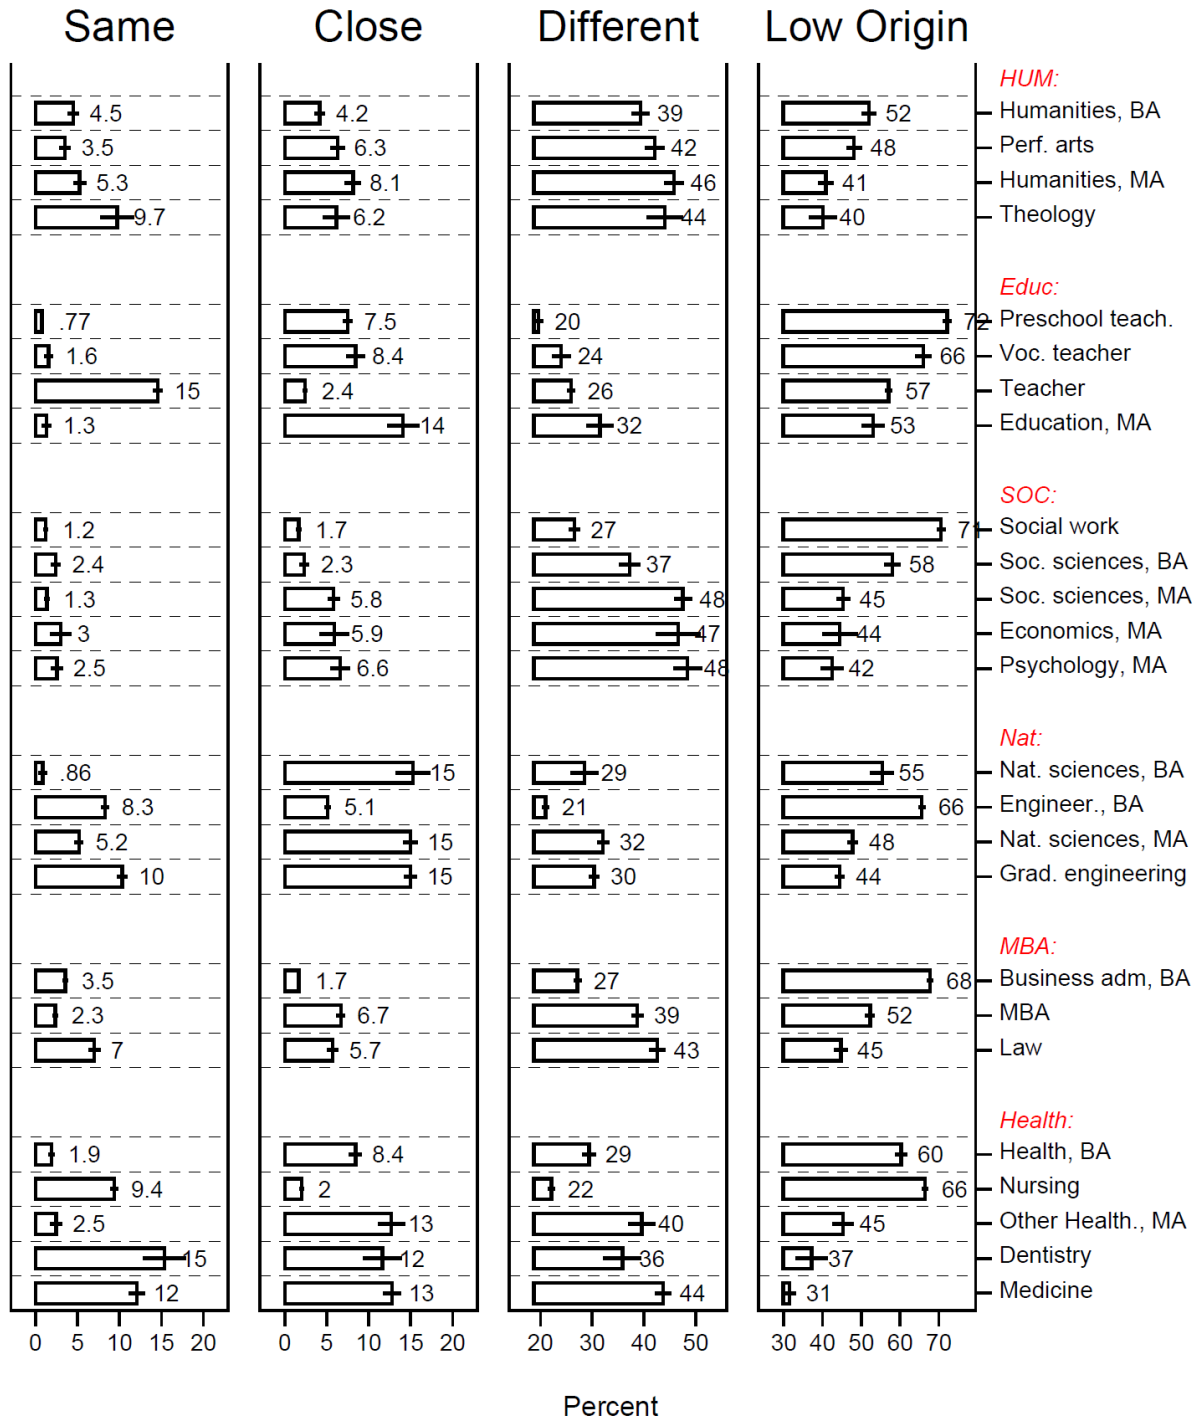 Same Close Different Low Origin
HUM:
4.5 4.2 39 52 Humanities, BA
3.5 6.3 42 48 Perf. arts
5.3 8.1 46 41 Humanities, MA
9.7 6.2 44 40 Theology
Educ:
.77 7.5 20 72 Preschool teach.
1.6 8.4 24 66 Voc. teacher
15 2.4 26 57 Teacher
1.3 14 32 53 Education, MA
SOC:
1.2 1.7 27 71 Social work
2.4 2.3 37 58 Soc. sciences, BA
1.3 5.8 48 45 Soc. sciences, MA
3 5.9 47 44 Economics, MA
2.5 6.6 48 42 Psychology, MA
Nat:
.86 15 29 55 Nat. sciences, BA
8.3 5.1 21 66 Engineer., BA
5.2 15 32 48 Nat. sciences, MA
10 15 30 44 Grad. engineering
MBA:
3.5 1.7 27 68 Business adm, BA
2.3 6.7 39 52 MBA
7 5.7 43 45 Law
Health:
1.9 8.4 29 60 Health, BA
9.4 2 22 66 Nursing
2.5 13 40 45 Other Health., MA
15 12 36 37 Dentistry
12 13 44 31 Medicine
0 5 10 15 20 0 5 10 15 20 20 30 40 50 30 40 50 60 70
Percent